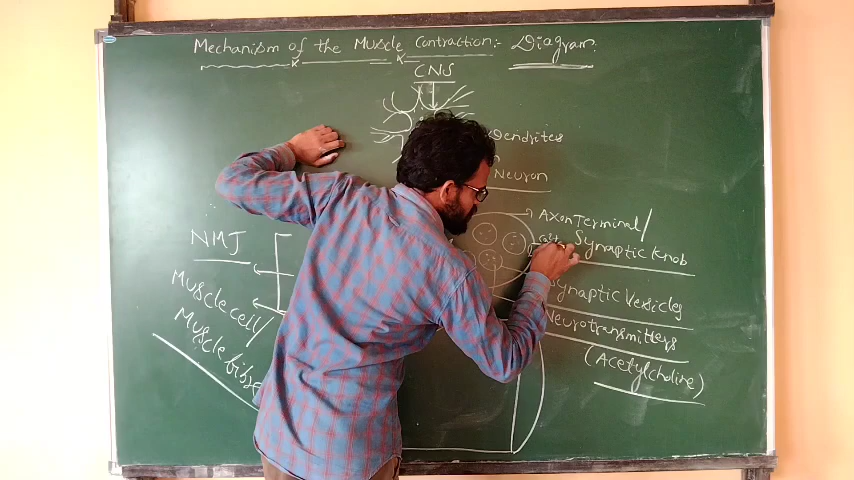 Mechanism of the Muscle Contraction:- Diagram:
CNS
Dendrites
Neuron
Axon Terminal/
Synaptic Knob
NMJ
Synaptic Vesicles
Muscle cell/
Muscle fibre
Neurotransmitters
(Acetylcholine)